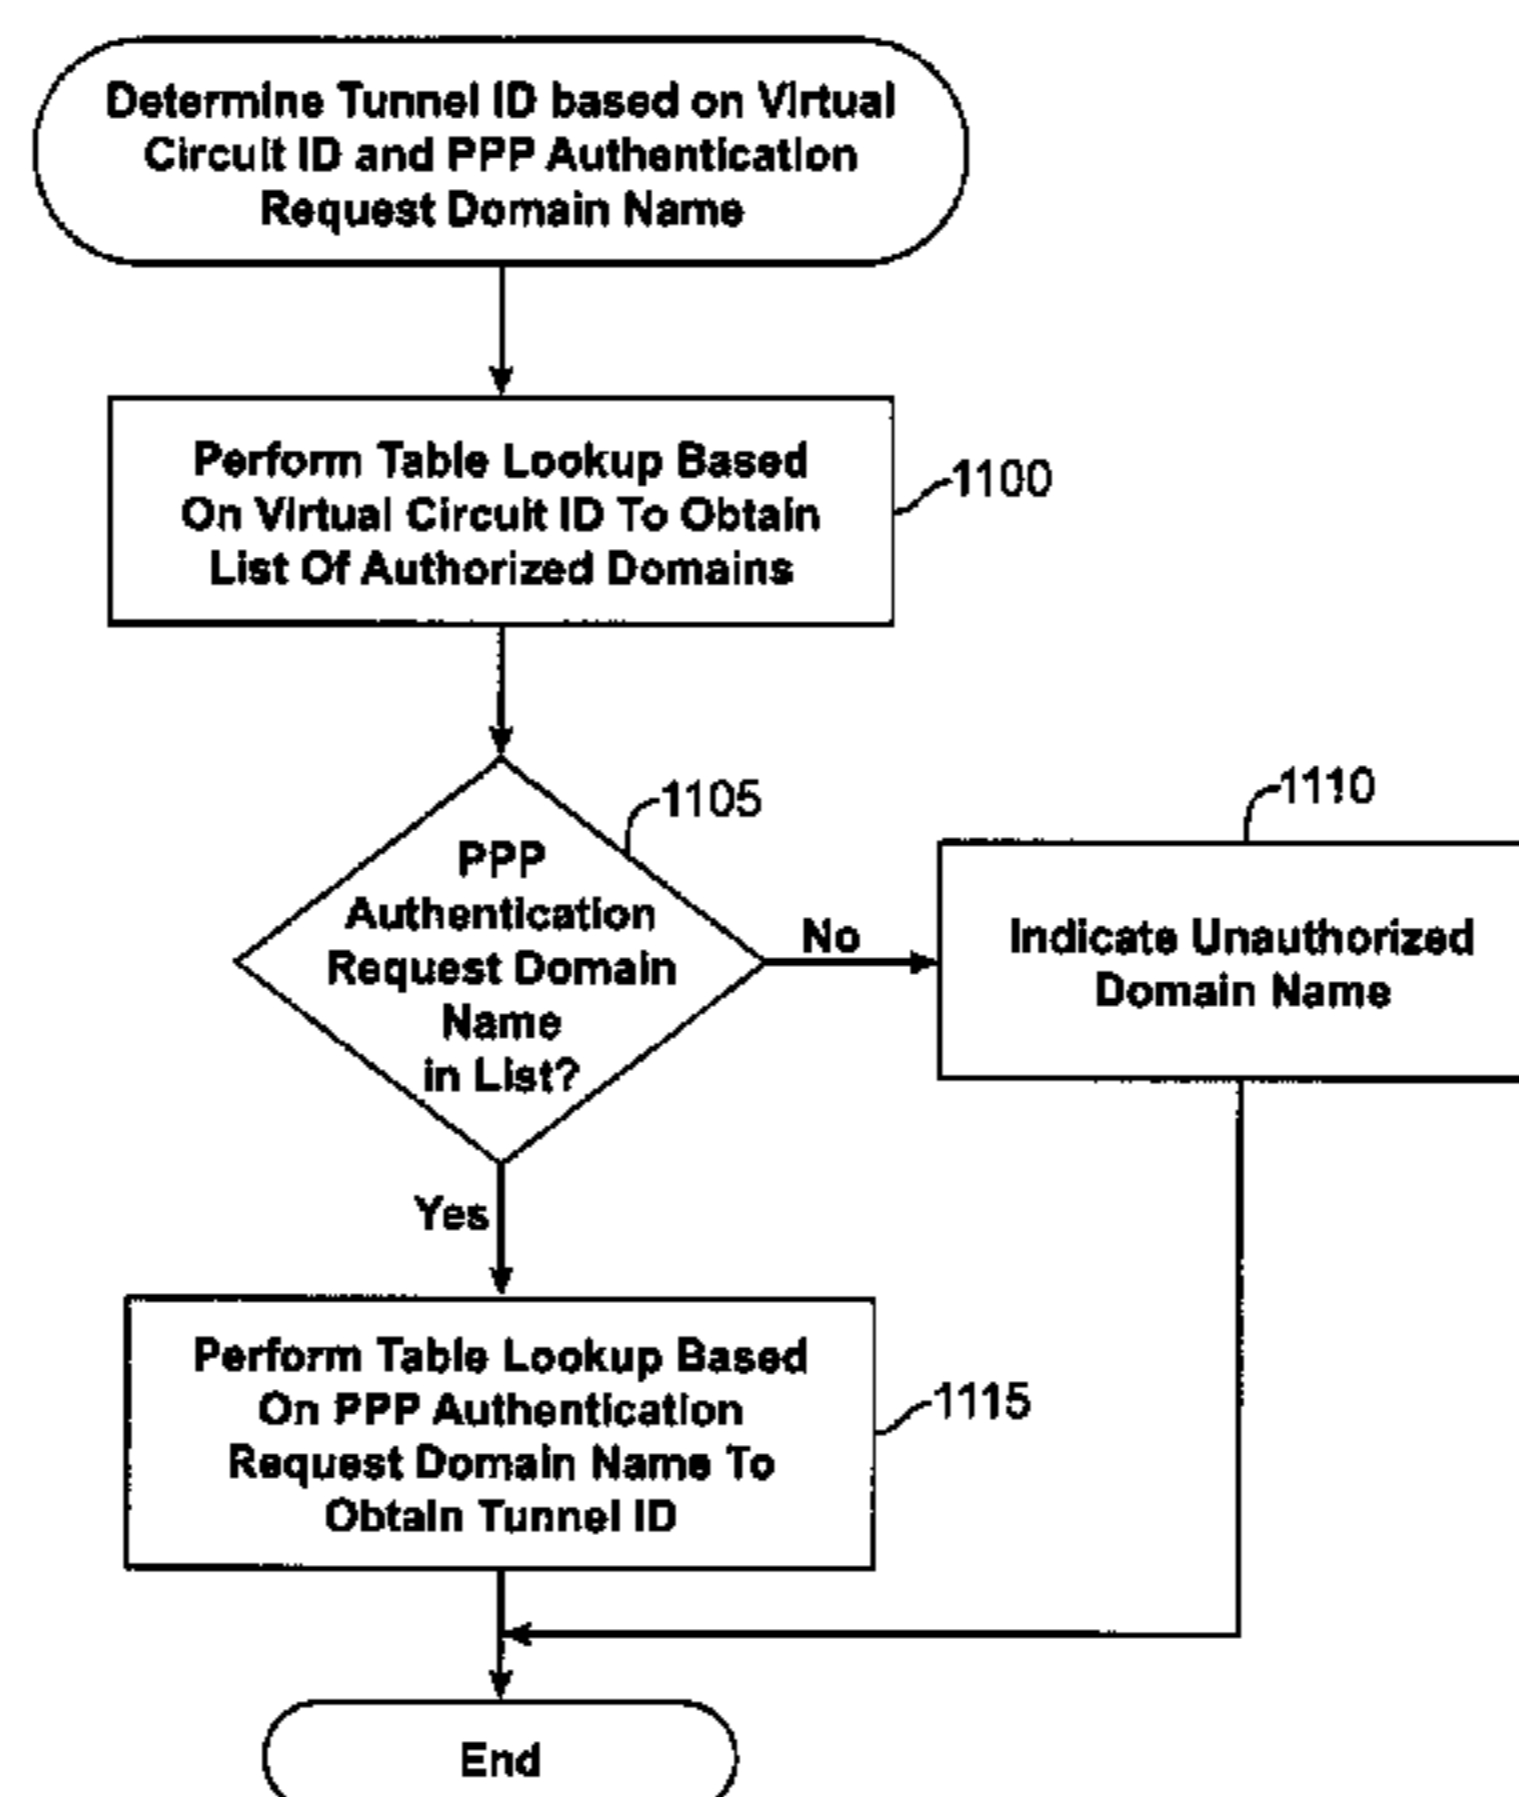 Determine Tunnel ID based on Virtual
Circuit ID and PPP Authentication
Request Domain Name
Perform Table Lookup Based
On Virtual Circuit ID To Obtain
List Of Authorized Domains
1100
1105
PPP
Authentication
Request Domain
Name
in List?
No
1110
Indicate Unauthorized
Domain Name
Yes
Perform Table Lookup Based
On PPP Authentication
Request Domain Name To
Obtain Tunnel ID
1115
End